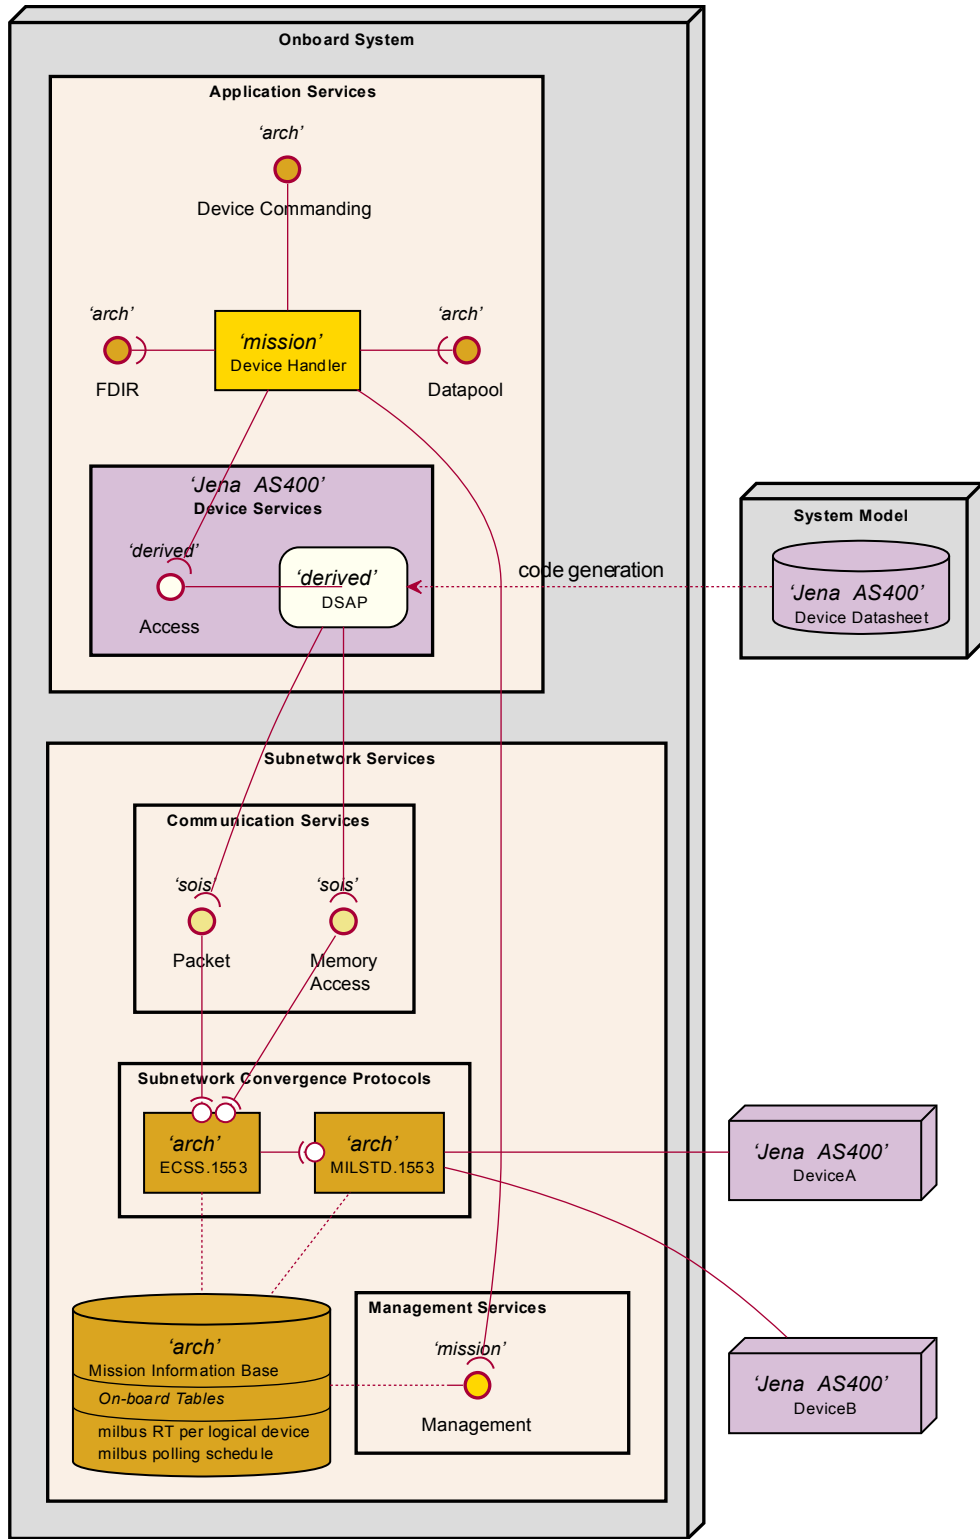 Onboard System
Application Services
‘arch’
Device Commanding
‘arch’
FDIR
‘mission’
Device Handler
‘arch’
Datapool
‘Jena AS400’
Device Services
‘derived’
Access
‘derived’
DSAP
code generation
System Model
‘Jena AS400’
Device Datasheet
Subnetwork Services
Communication Services
‘sois’
Packet
‘sois’
Memory
Access
Subnetwork Convergence Protocols
‘arch’
ECSS.1553
‘arch’
MILSTD.1553
‘Jena AS400’
DeviceA
‘arch’
Mission Information Base
On-board Tables
milbus RT per logical device
milbus polling schedule
Management Services
‘mission’
Management
‘Jena AS400’
DeviceB